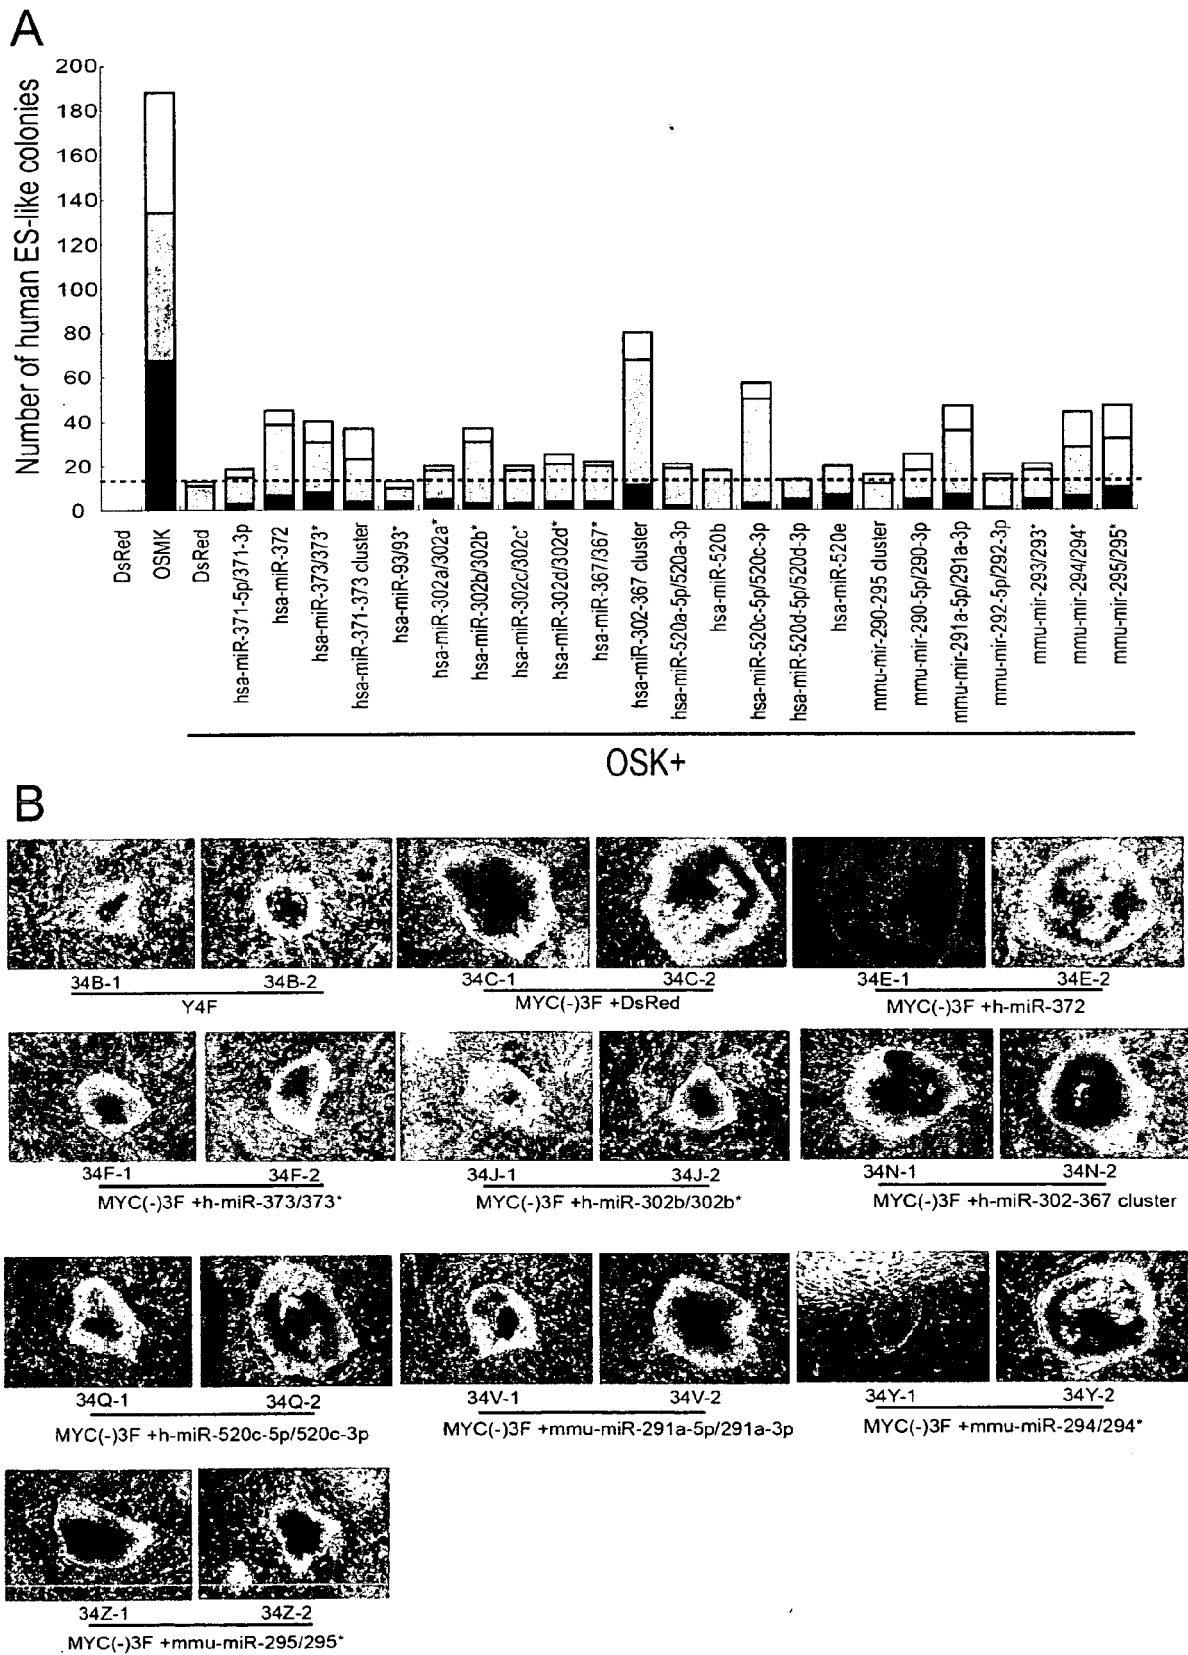 A
Number of human ES-like colonies
200
180
160
140
120
100
80
60
40
20
0
DsRed
OSMK
DsRed
hsa-miR-371-5p/371-3p
hsa-miR-372
hsa-miR-373/373*
hsa-miR-371-373 cluster
hsa-miR-93/93*
hsa-miR-302a/302a*
hsa-miR-302b/302b*
hsa-miR-302c/302c*
hsa-miR-302d/302d*
hsa-miR-367/367*
hsa-miR-302-367 cluster
hsa-miR-520a-5p/520a-3p
hsa-miR-520b
hsa-miR-520c-5p/520c-3p
hsa-miR-520d-5p/520d-3p
hsa-miR-520e
mmu-mir-290-295 cluster
mmu-mir-290-5p/290-3p
mmu-mir-291a-5p/291a-3p
mmu-mir-292-5p/292-3p
mmu-mir-293/293*
mmu-mir-294/294*
mmu-mir-295/295*
OSK+
B
34B-1 34B-2 34C-1 34C-2 34E-1 34E-2
Y4F MYC(-)3F +DsRed MYC(-)3F +h-miR-372
34F-1 34F-2 34J-1 34J-2 34N-1 34N-2
MYC(-)3F +h-miR-373/373* MYC(-)3F +h-miR-302b/302b* MYC(-)3F +h-miR-302-367 cluster
34Q-1 34Q-2 34V-1 34V-2 34Y-1 34Y-2
MYC(-)3F +h-miR-520c-5p/520c-3p MYC(-)3F +mmu-miR-291a-5p/291a-3p MYC(-)3F +mmu-miR-294/294*
34Z-1 34Z-2
MYC(-)3F +mmu-miR-295/295*